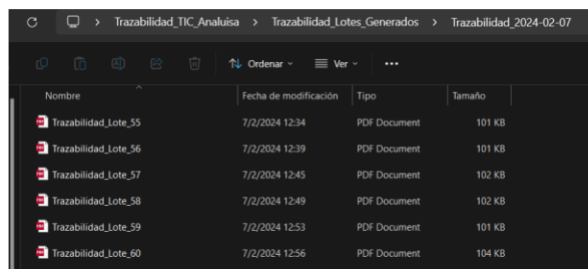 Trazabilidad_TIC_Analuisa > Trazabilidad_Lotes_Generados > Trazabilidad_2024-02-07
Ordenar Ver ...
Nombre Fecha de modificación Tipo Tamaño
Trazabilidad_Lote_55 7/2/2024 12:34 PDF Document 101 KB
Trazabilidad_Lote_56 7/2/2024 12:39 PDF Document 101 KB
Trazabilidad_Lote_57 7/2/2024 12:45 PDF Document 102 KB
Trazabilidad_Lote_58 7/2/2024 12:49 PDF Document 102 KB
Trazabilidad_Lote_59 7/2/2024 12:53 PDF Document 101 KB
Trazabilidad_Lote_60 7/2/2024 12:56 PDF Document 104 KB